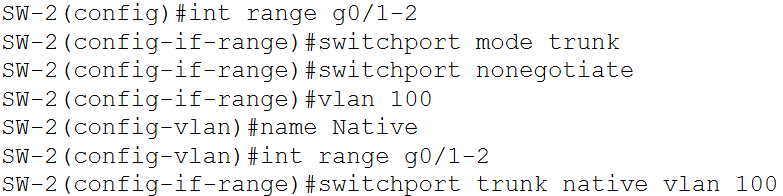 SW-2(config)#int range g0/1-2
SW-2(config-if-range)#switchport mode trunk
SW-2(config-if-range)#switchport nonegotiate
SW-2(config-if-range)#vlan 100
SW-2(config-vlan)#name Native
SW-2(config-vlan)#int range g0/1-2
SW-2(config-if-range)#switchport trunk native vlan 100